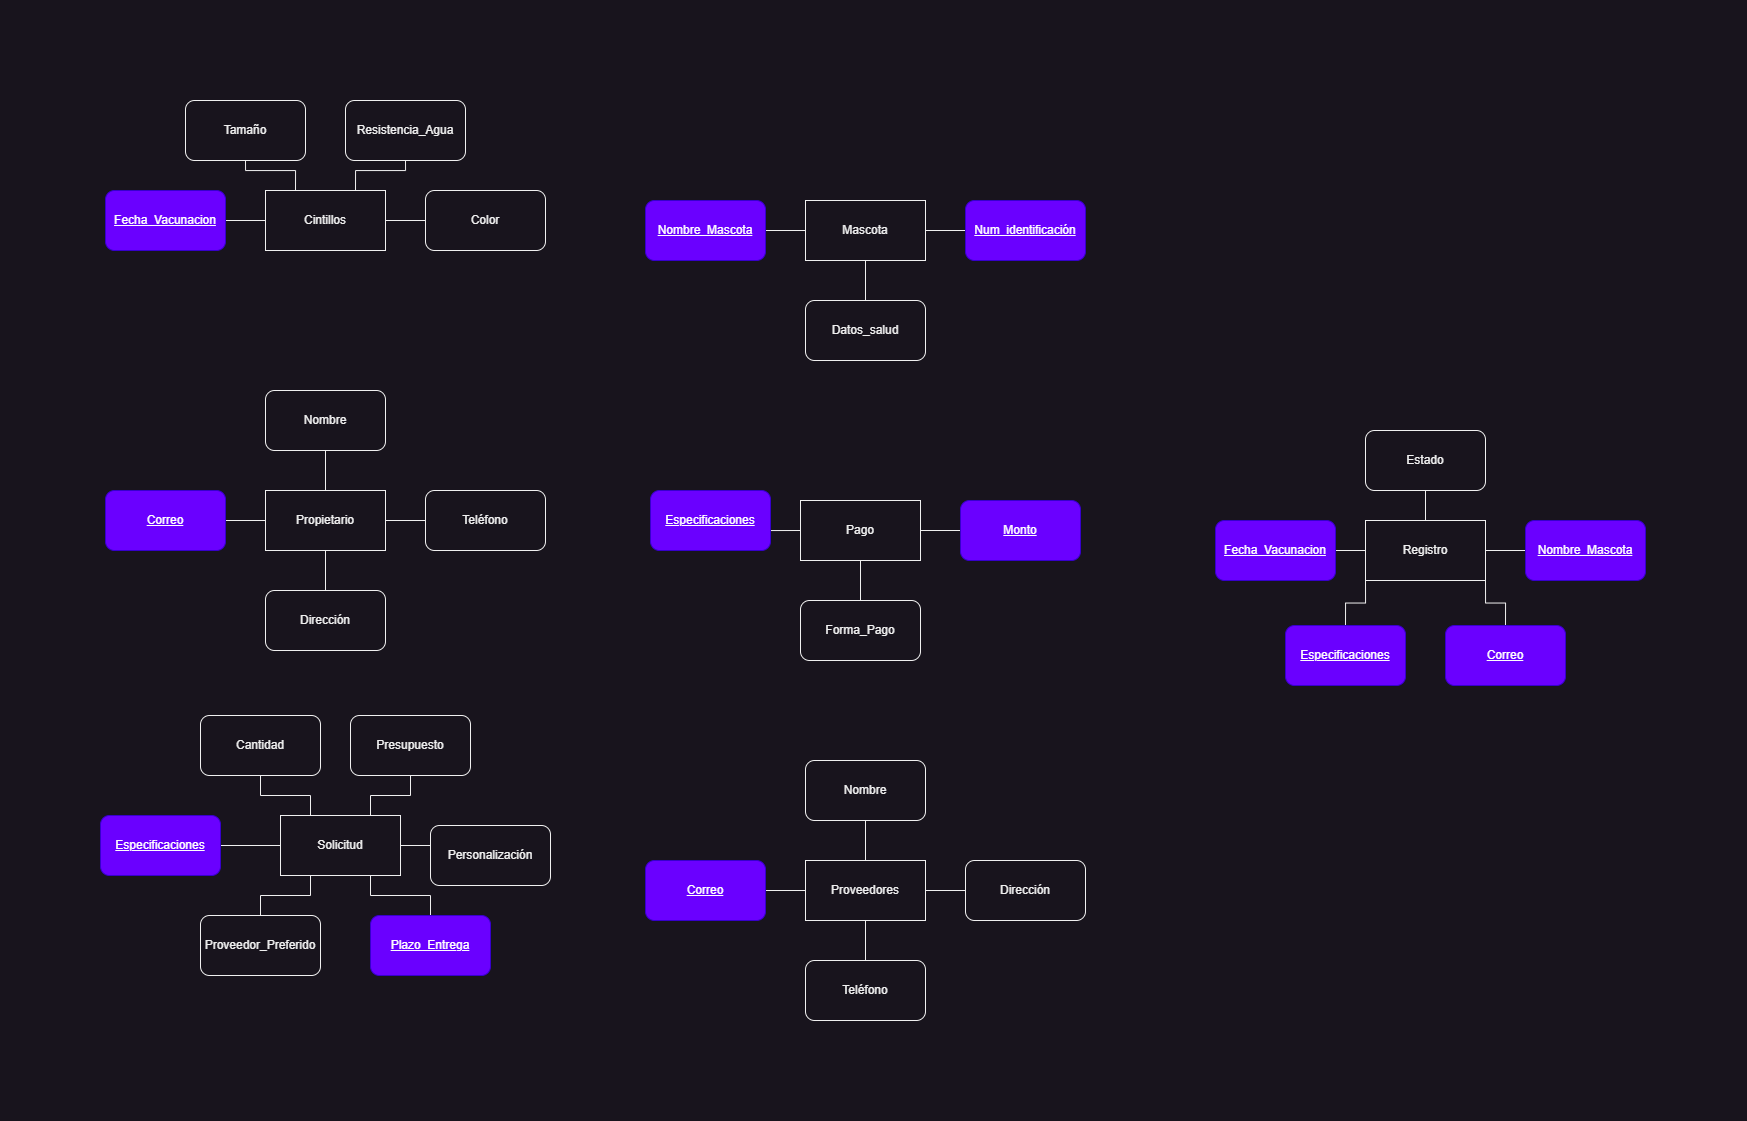 Tamaño
Resistencia_Agua
Fecha_Vacunacion
Cintillos
Color
Nombre_Mascota
Mascota
Num_identificación
Datos_salud
Nombre
Correo
Propietario
Teléfono
Dirección
Especificaciones
Pago
Monto
Forma_Pago
Estado
Fecha_Vacunacion
Registro
Nombre_Mascota
Especificaciones
Correo
Cantidad
Presupuesto
Especificaciones
Solicitud
Personalización
Proveedor_Preferido
Plazo_Entrega
Nombre
Correo
Proveedores
Dirección
Teléfono